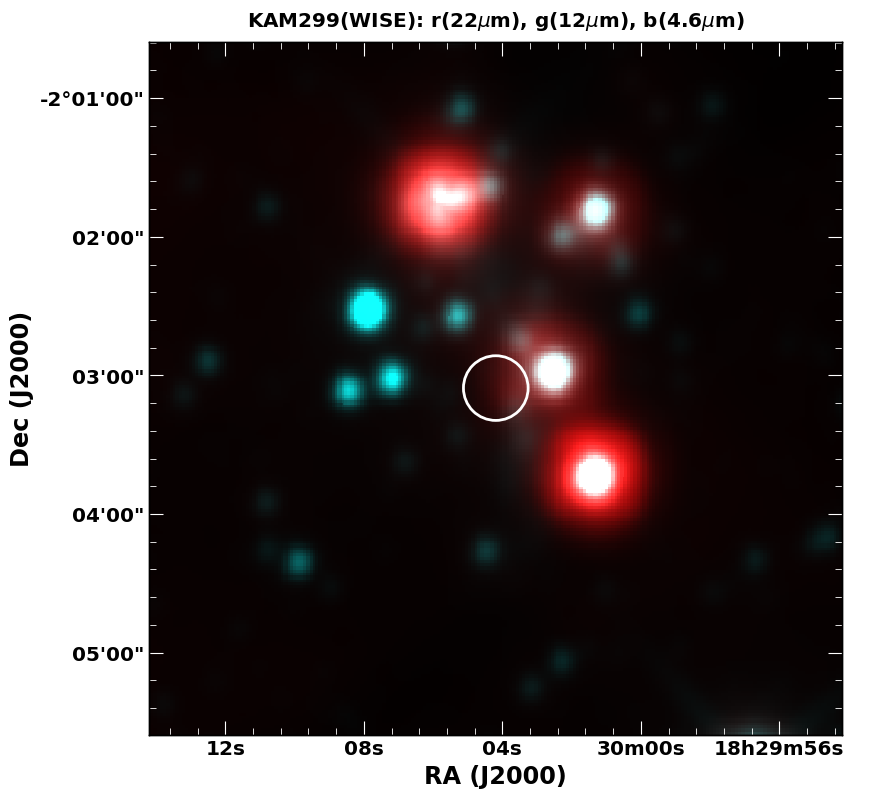 KAM299(WISE): r(22μm), g(12μm), b(4.6μm)
-2°01'00"
02'00"
03'00"
04'00"
05'00"
Dec (J2000)
12s 08s 04s 30m00s 18h29m56s
RA (J2000)